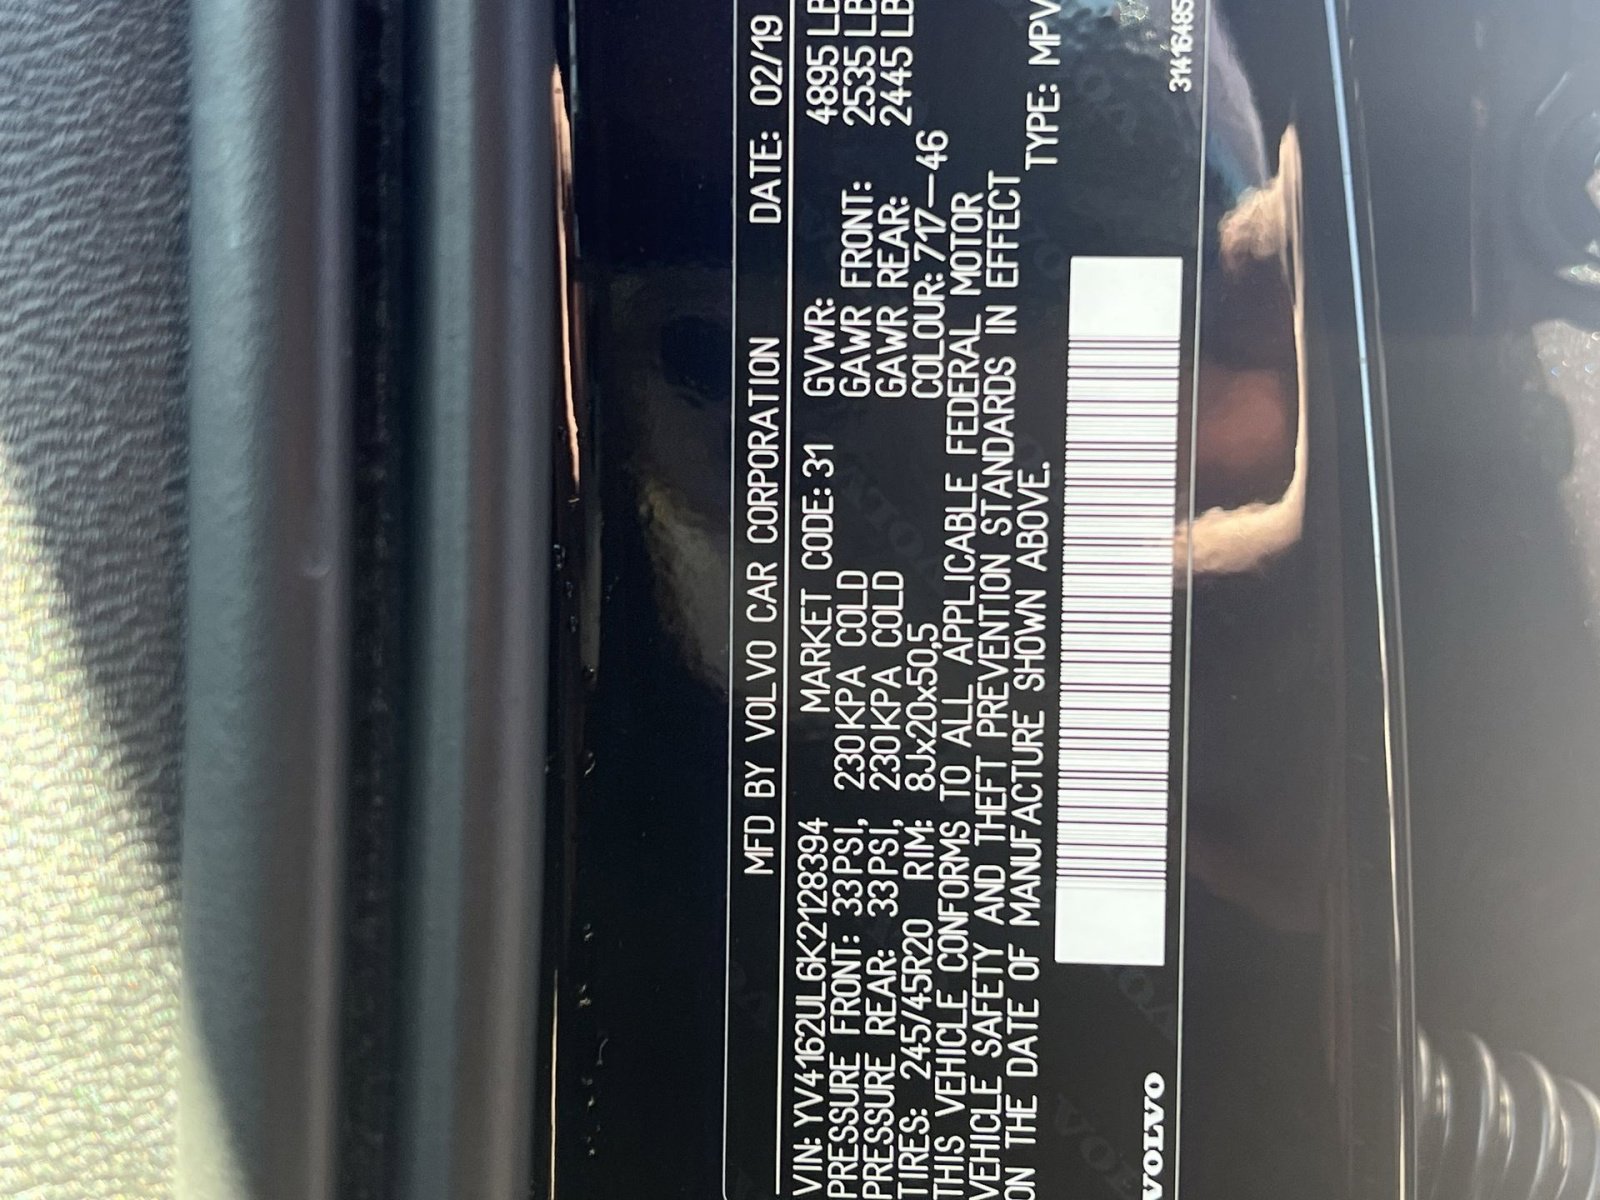 MFD BY VOLVO CAR CORPORATION DATE: 02/19
VIN: YV4162UL6K2128394 MARKET CODE: 31 GVWR: 4895 LB
PRESSURE FRONT: 33PSI, 230KPA COLD GAWR FRONT: 2535 LB
PRESSURE REAR: 33PSI, 230KPA COLD GAWR REAR: 2445 LB
TIRES: 245/45R20 RIM: 8Jx20x50,5 COLOUR: 717-46
THIS VEHICLE CONFORMS TO ALL APPLICABLE FEDERAL MOTOR
VEHICLE SAFETY AND THEFT PREVENTION STANDARDS IN EFFECT
ON THE DATE OF MANUFACTURE SHOWN ABOVE. TYPE: MPV
VOLVO 31416485